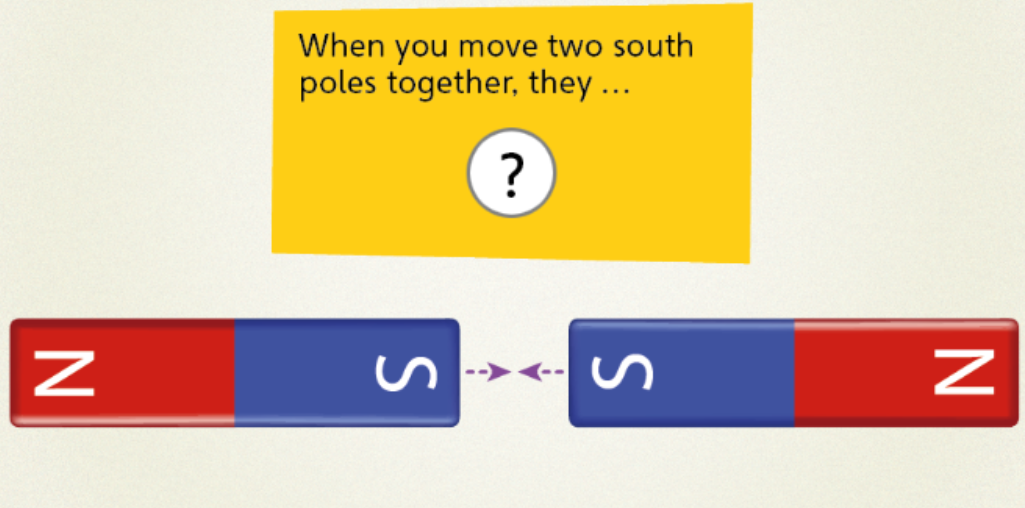 When you move two south
poles together, they ...
?
N S S N